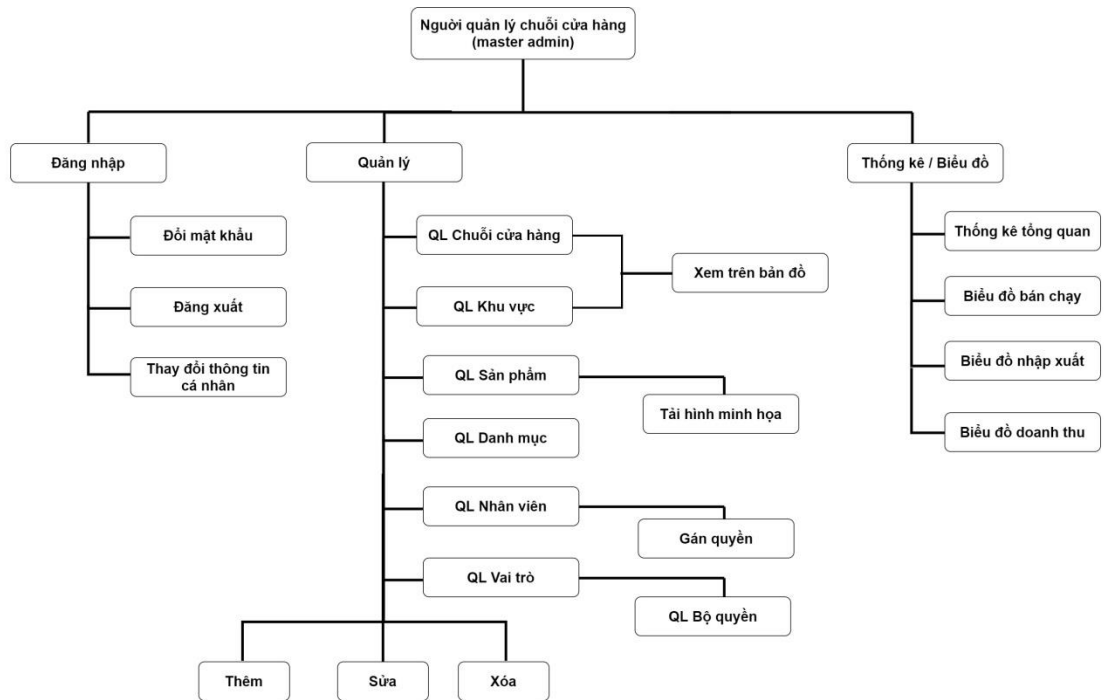 Người quản lý chuỗi cửa hàng
(master admin)
Đăng nhập
Quản lý
Thống kê / Biểu đồ
Đổi mật khẩu
Đăng xuất
Thay đổi thông tin
cá nhân
QL Chuỗi cửa hàng
QL Khu vực
Xem trên bản đồ
QL Sản phẩm
Tải hình minh họa
QL Danh mục
QL Nhân viên
Gán quyền
QL Vai trò
QL Bộ quyền
Thêm
Sửa
Xóa
Thống kê tổng quan
Biểu đồ bán chạy
Biểu đồ nhập xuất
Biểu đồ doanh thu